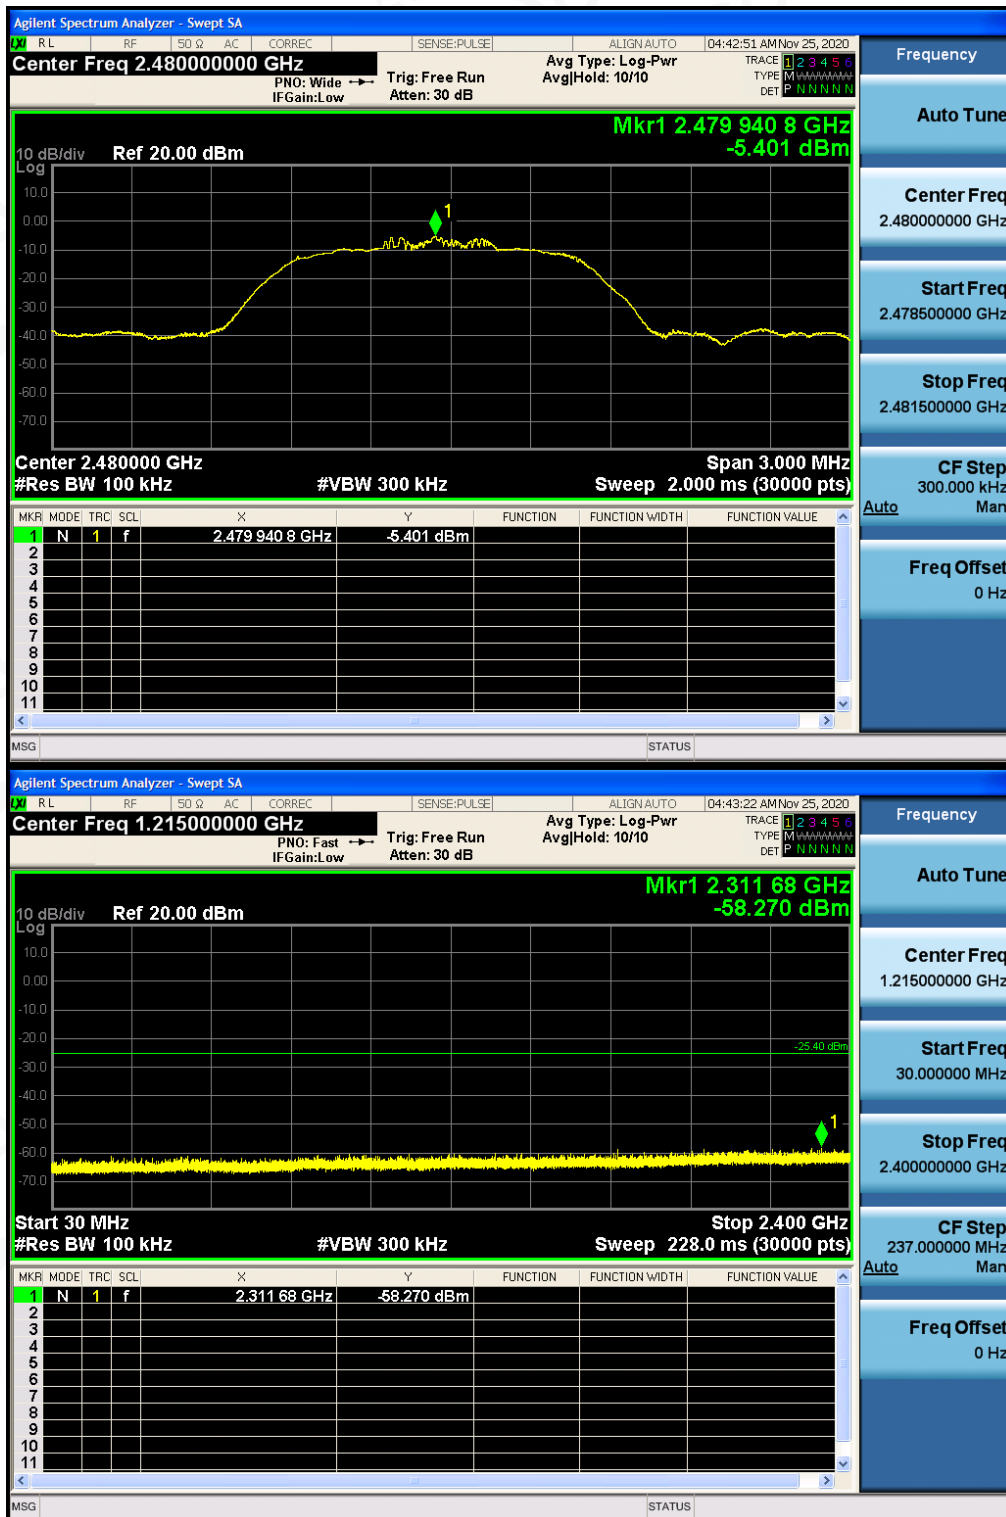 Agilent Spectrum Analyzer - Swept SA
LXI RL RF 50 Ω AC CORREC SENSE:PULSE ALIGN AUTO 04:42:51 AM Nov 25, 2020
Center Freq 2.480000000 GHz
PNO: Wide
IFGain:Low
Trig: Free Run
Atten: 30 dB
Avg Type: Log-Pwr
Avg|Hold: 10/10
TRACE 1 2 3 4 5 6
TYPE M WWWWW
DET P N N N N N
Mkr1 2.479 940 8 GHz
-5.401 dBm
10 dB/div
Log
Ref 20.00 dBm
10.0
0.00
-10.0
-20.0
-30.0
-40.0
-50.0
-60.0
-70.0
1
Center 2.480000 GHz
Span 3.000 MHz
#Res BW 100 kHz
#VBW 300 kHz
Sweep 2.000 ms (30000 pts)
MKR MODE TRC SCL X Y FUNCTION FUNCTION WIDTH FUNCTION VALUE
1 N 1 f 2.479 940 8 GHz -5.401 dBm
2
3
4
5
6
7
8
9
10
11
MSG
STATUS
Frequency
Auto Tune
Center Freq
2.480000000 GHz
Start Freq
2.478500000 GHz
Stop Freq
2.481500000 GHz
CF Step
300.000 kHz
Auto Man
Freq Offset
0 Hz
Agilent Spectrum Analyzer - Swept SA
LXI RL RF 50 Ω AC CORREC SENSE:PULSE ALIGN AUTO 04:43:22 AM Nov 25, 2020
Center Freq 1.215000000 GHz
PNO: Fast
IFGain:Low
Trig: Free Run
Atten: 30 dB
Avg Type: Log-Pwr
Avg|Hold: 10/10
TRACE 1 2 3 4 5 6
TYPE M WWWWW
DET P N N N N N
Mkr1 2.311 68 GHz
-58.270 dBm
10 dB/div
Log
Ref 20.00 dBm
10.0
0.00
-10.0
-20.0
-30.0
-40.0
-50.0
-60.0
-70.0
-25.40 dBm
1
Start 30 MHz
Stop 2.400 GHz
#Res BW 100 kHz
#VBW 300 kHz
Sweep 228.0 ms (30000 pts)
MKR MODE TRC SCL X Y FUNCTION FUNCTION WIDTH FUNCTION VALUE
1 N 1 f 2.311 68 GHz -58.270 dBm
2
3
4
5
6
7
8
9
10
11
MSG
STATUS
Frequency
Auto Tune
Center Freq
1.215000000 GHz
Start Freq
30.000000 MHz
Stop Freq
2.400000000 GHz
CF Step
237.000000 MHz
Auto Man
Freq Offset
0 Hz